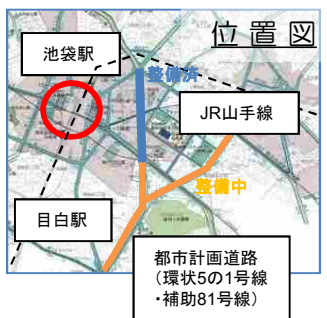 位置図
池袋駅
整備済
JR山手線
整備中
目白駅
都市計画道路
(環状5の1号線
・補助81号線)